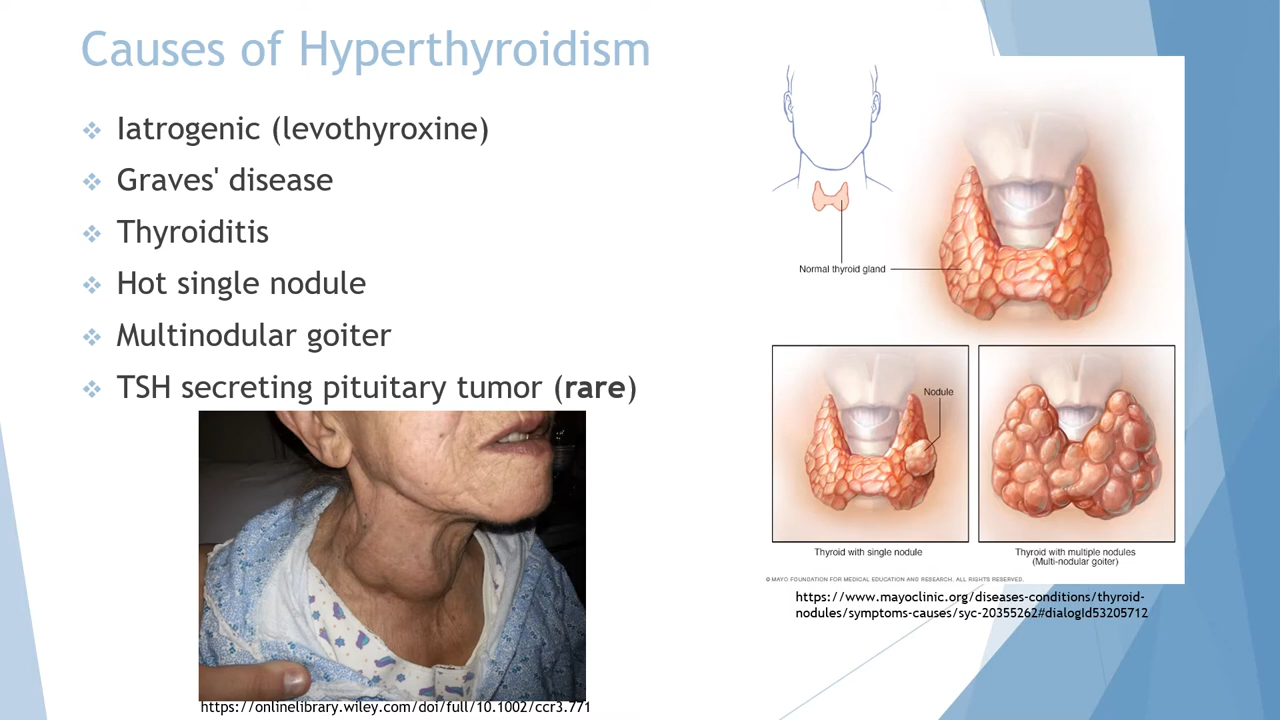 Causes of Hyperthyroidism
Iatrogenic (levothyroxine)
Graves' disease
Thyroiditis
Hot single nodule
Multinodular goiter
TSH secreting pituitary tumor (rare)
https://onlinelibrary.wiley.com/doi/full/10.1002/ccr3.771
Normal thyroid gland
Nodule
Thyroid with single nodule
Thyroid with multiple nodules
(Multi-nodular goiter)
© MAYO FOUNDATION FOR MEDICAL EDUCATION AND RESEARCH. ALL RIGHTS RESERVED.
https://www.mayoclinic.org/diseases-conditions/thyroid-
nodules/symptoms-causes/syc-20355262#dialogId53205712